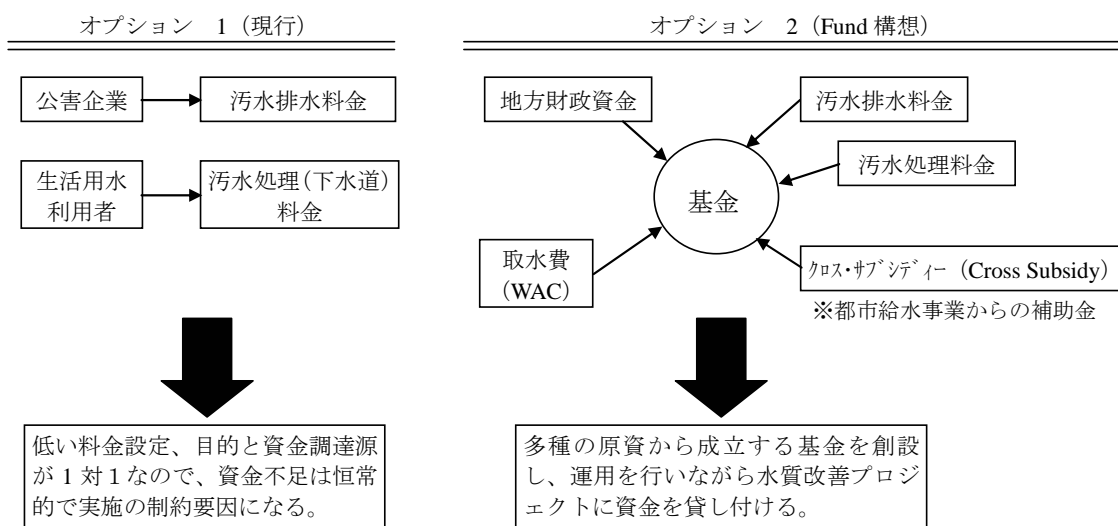 オプション 1（現行）
公害企業
汚水排水料金
生活用水
利用者
汚水処理（下水道）
料金
低い料金設定、目的と資金調達源
が 1 対１なので、資金不足は恒常
的で実施の制約要因になる。
オプション 2（Fund 構想）
地方財政資金
汚水排水料金
汚水処理料金
基金
取水費
(WAC)
ｸﾛｽ・ｻﾌﾞｼﾃﾞｨｰ（Cross Subsidy）
※都市給水事業からの補助金
多種の原資から成立する基金を創設
し、運用を行いながら水質改善プロジ
ェクトに資金を貸し付ける。